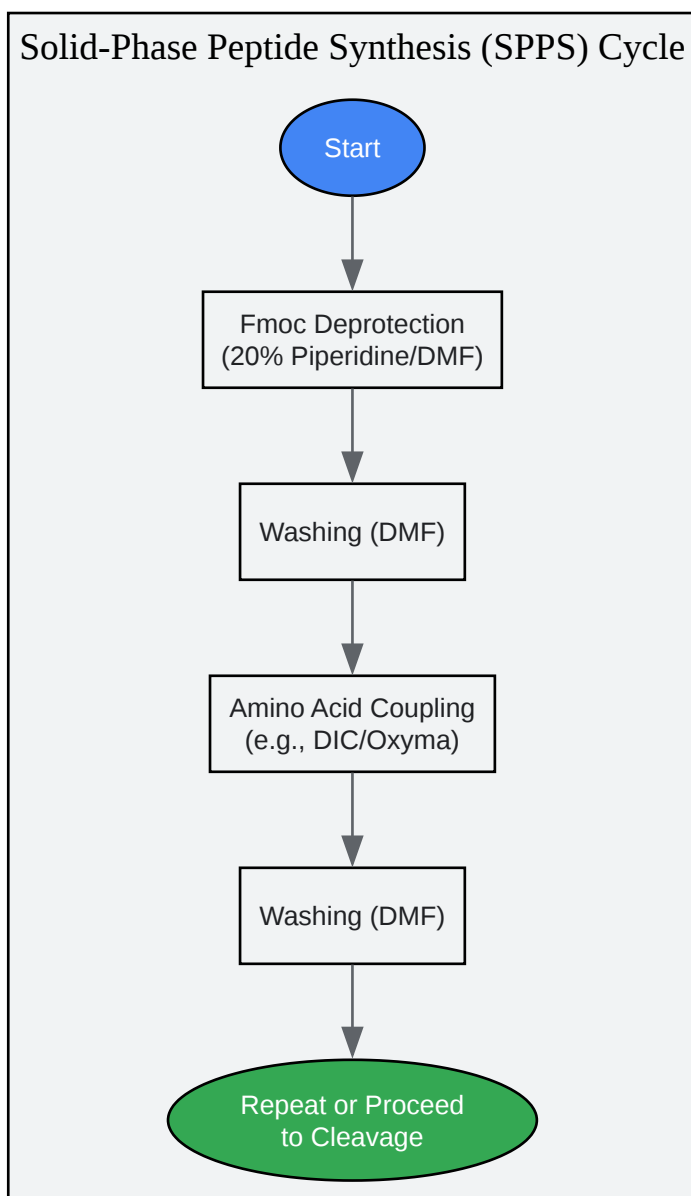 Solid-Phase Peptide Synthesis (SPPS) Cycle
Start
Fmoc Deprotection
(20% Piperidine/DMF)
Washing (DMF)
Amino Acid Coupling
(e.g., DIC/Oxyma)
Washing (DMF)
Repeat or Proceed
to Cleavage